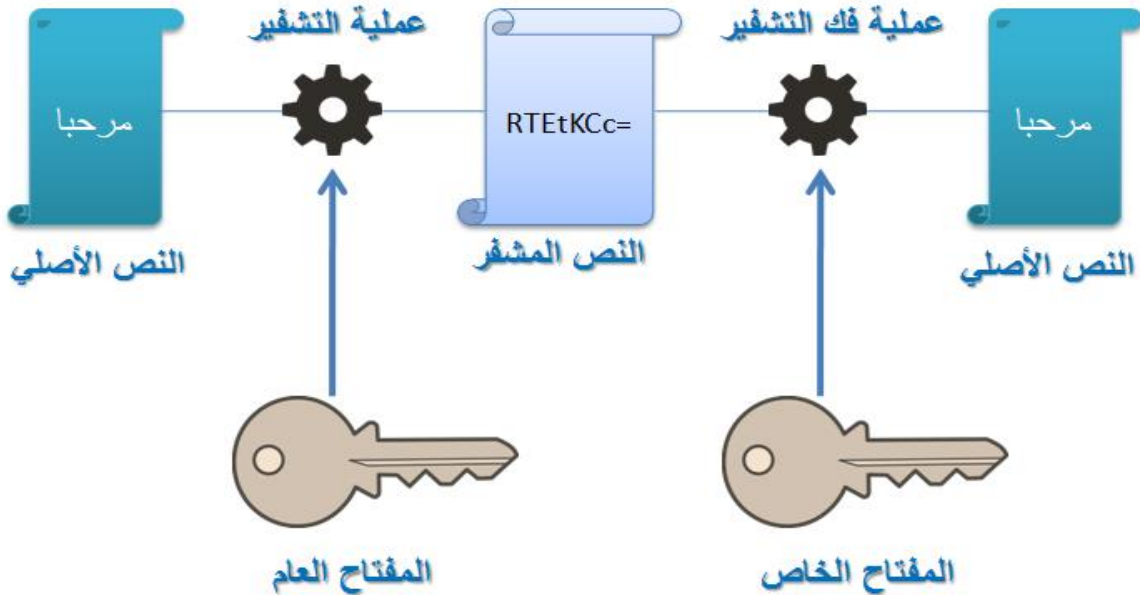 عملية التشفير
عملية فك التشفير
مرحبا
RTEtKCc=
مرحبا
النص الأصلي
النص المشفر
النص الأصلي
المفتاح العام
المفتاح الخاص